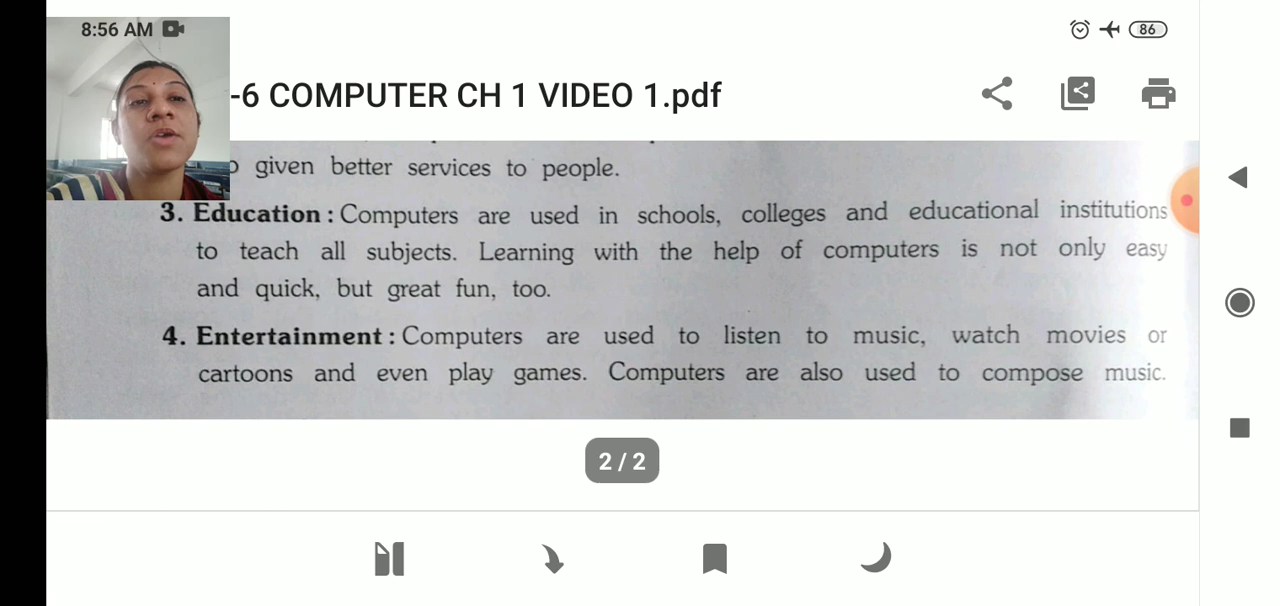 8:56 AM
86
-6 COMPUTER CH 1 VIDEO 1.pdf
given better services to people.
3. Education : Computers are used in schools, colleges and educational institutions
to teach all subjects. Learning with the help of computers is not only easy
and quick, but great fun, too.
4. Entertainment : Computers are used to listen to music, watch movies or
cartoons and even play games. Computers are also used to compose music.
2 / 2